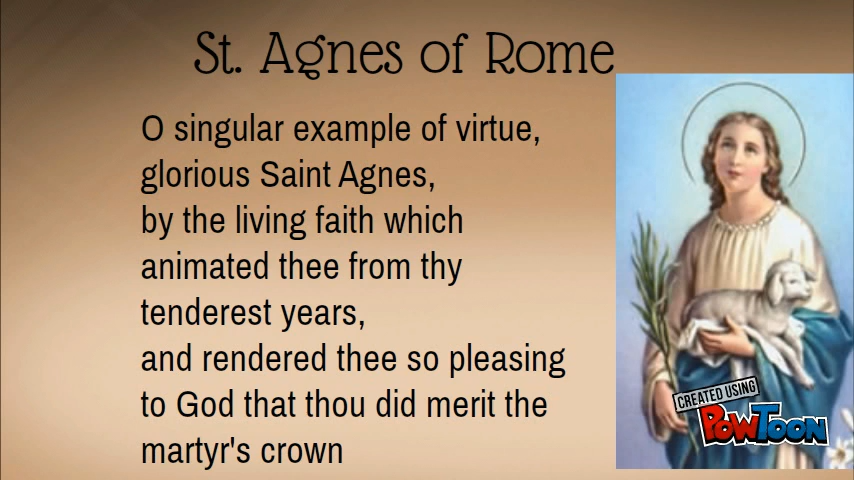 St. Agnes of Rome
O singular example of virtue,
glorious Saint Agnes,
by the living faith which
animated thee from thy
tenderest years,
and rendered thee so pleasing
to God that thou did merit the
martyr's crown
CREATED USING
POWTOON